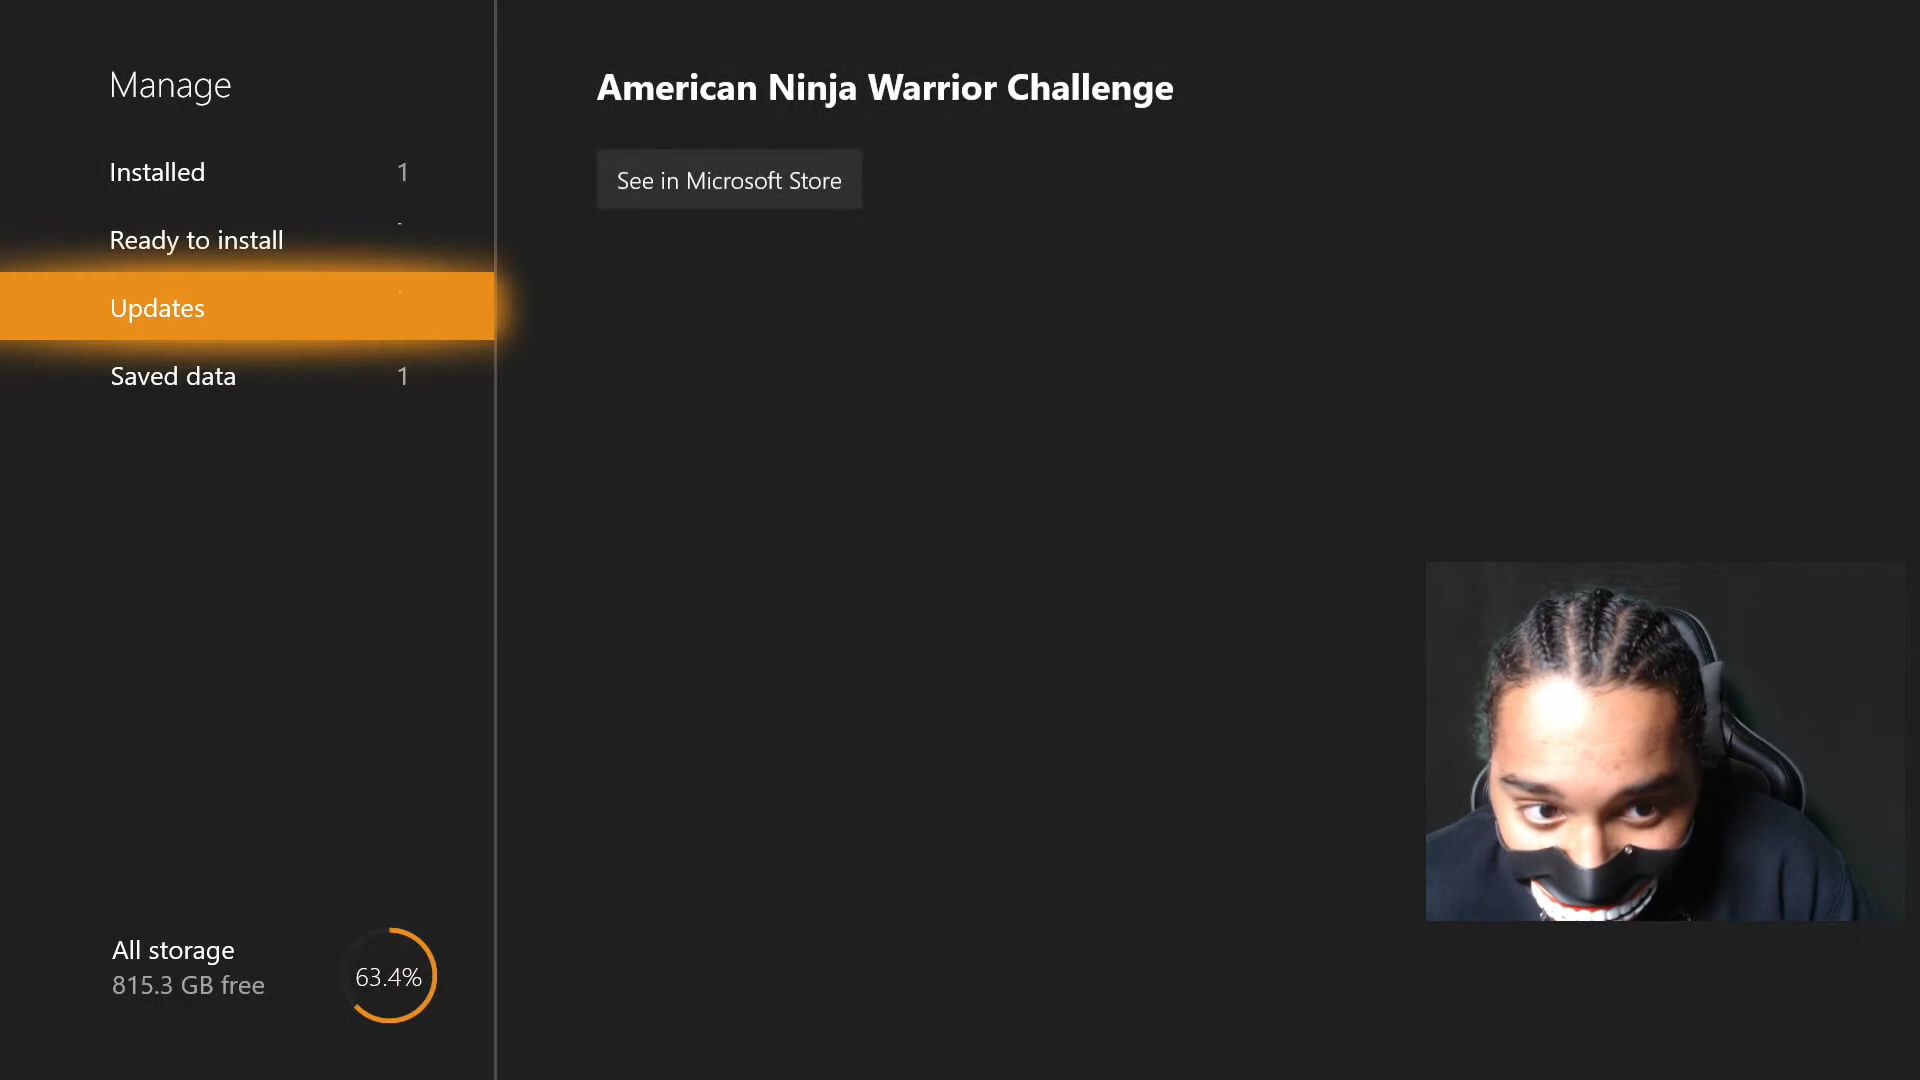 Manage
Installed 1
Ready to install
Updates
Saved data 1
All storage
815.3 GB free
63.4%
American Ninja Warrior Challenge
See in Microsoft Store